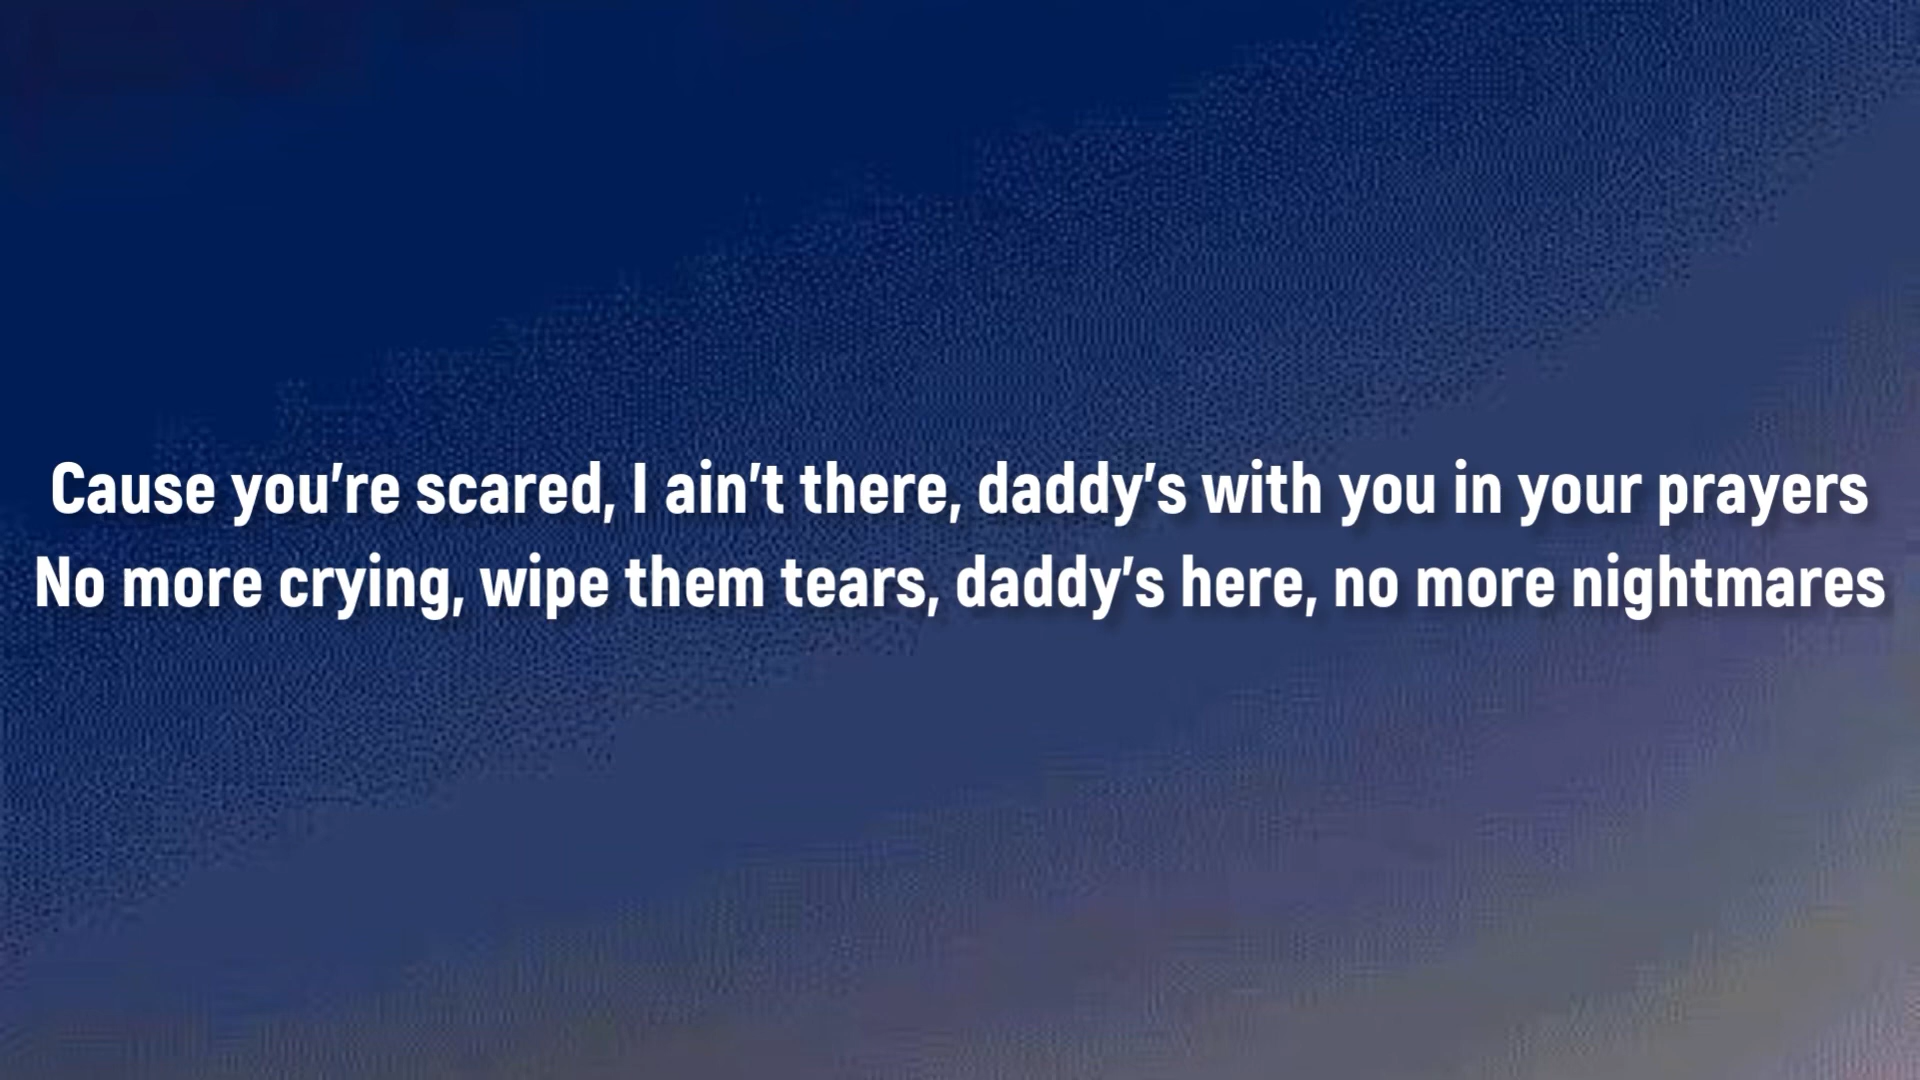 Cause you're scared, I ain't there, daddy's with you in your prayers
No more crying, wipe them tears, daddy's here, no more nightmares